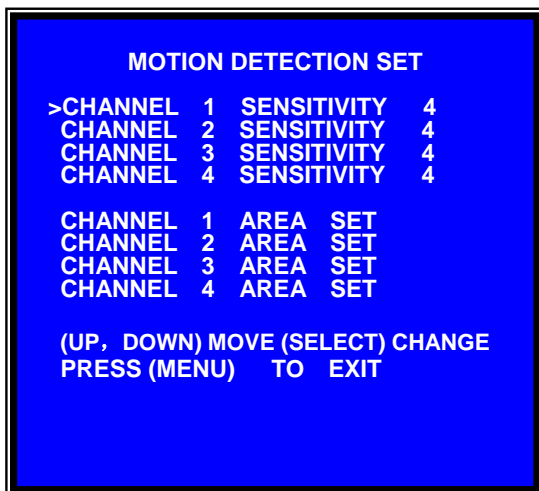 MOTION DETECTION SET
>CHANNEL 1 SENSITIVITY 4
CHANNEL 2 SENSITIVITY 4
CHANNEL 3 SENSITIVITY 4
CHANNEL 4 SENSITIVITY 4
CHANNEL 1 AREA SET
CHANNEL 2 AREA SET
CHANNEL 3 AREA SET
CHANNEL 4 AREA SET
(UP，DOWN) MOVE (SELECT) CHANGE
PRESS (MENU) TO EXIT